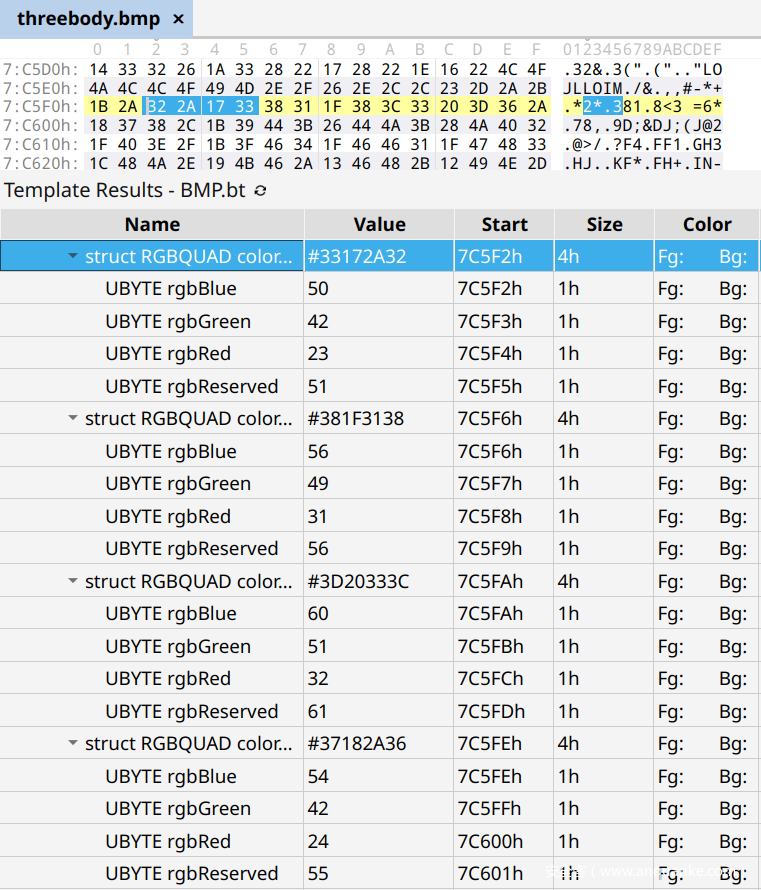 threebody.bmp ×
0 1 2 3 4 5 6 7 8 9 A B C D E F 0123456789ABCDEF
7:C5D0h: 14 33 32 26 1A 33 28 22 17 28 22 1E 16 22 4C 4F .32&.3(".(".."LO
7:C5E0h: 4A 4C 4C 4F 49 4D 2E 2F 26 2E 2C 2C 23 2D 2A 2B JLLOIM./&.,,#-*+
7:C5F0h: 1B 2A 32 2A 17 33 38 31 1F 38 3C 33 20 3D 36 2A .*2*.381.8<3 =6*
7:C600h: 18 37 38 2C 1B 39 44 3B 26 44 4A 3B 28 4A 40 32 .78,.9D;&DJ;(J@2
7:C610h: 1F 40 3E 2F 1B 3F 46 34 1F 46 46 31 1F 47 48 33 .@>/.?F4.FF1.GH3
7:C620h: 1C 48 4A 2E 19 4B 46 2A 13 46 48 2B 12 49 4E 2D .HJ..KF*.FH+.IN-
Template Results - BMP.bt
Name Value Start Size Color
struct RGBQUAD color... #33172A32 7C5F2h 4h Fg: Bg:
UBYTE rgbBlue 50 7C5F2h 1h Fg: Bg:
UBYTE rgbGreen 42 7C5F3h 1h Fg: Bg:
UBYTE rgbRed 23 7C5F4h 1h Fg: Bg:
UBYTE rgbReserved 51 7C5F5h 1h Fg: Bg:
struct RGBQUAD color... #381F3138 7C5F6h 4h Fg: Bg:
UBYTE rgbBlue 56 7C5F6h 1h Fg: Bg:
UBYTE rgbGreen 49 7C5F7h 1h Fg: Bg:
UBYTE rgbRed 31 7C5F8h 1h Fg: Bg:
UBYTE rgbReserved 56 7C5F9h 1h Fg: Bg:
struct RGBQUAD color... #3D20333C 7C5FAh 4h Fg: Bg:
UBYTE rgbBlue 60 7C5FAh 1h Fg: Bg:
UBYTE rgbGreen 51 7C5FBh 1h Fg: Bg:
UBYTE rgbRed 32 7C5FCh 1h Fg: Bg:
UBYTE rgbReserved 61 7C5FDh 1h Fg: Bg:
struct RGBQUAD color... #37182A36 7C5FEh 4h Fg: Bg:
UBYTE rgbBlue 54 7C5FEh 1h Fg: Bg:
UBYTE rgbGreen 42 7C5FFh 1h Fg: Bg:
UBYTE rgbRed 24 7C600h 1h Fg: Bg:
UBYTE rgbReserved 55 7C601h 1h Fg: Bg: